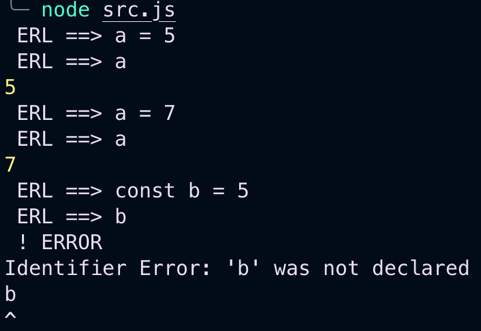 ╰─ node src.js
ERL ==> a = 5
ERL ==> a
5
ERL ==> a = 7
ERL ==> a
7
ERL ==> const b = 5
ERL ==> b
! ERROR
Identifier Error: 'b' was not declared
b
^